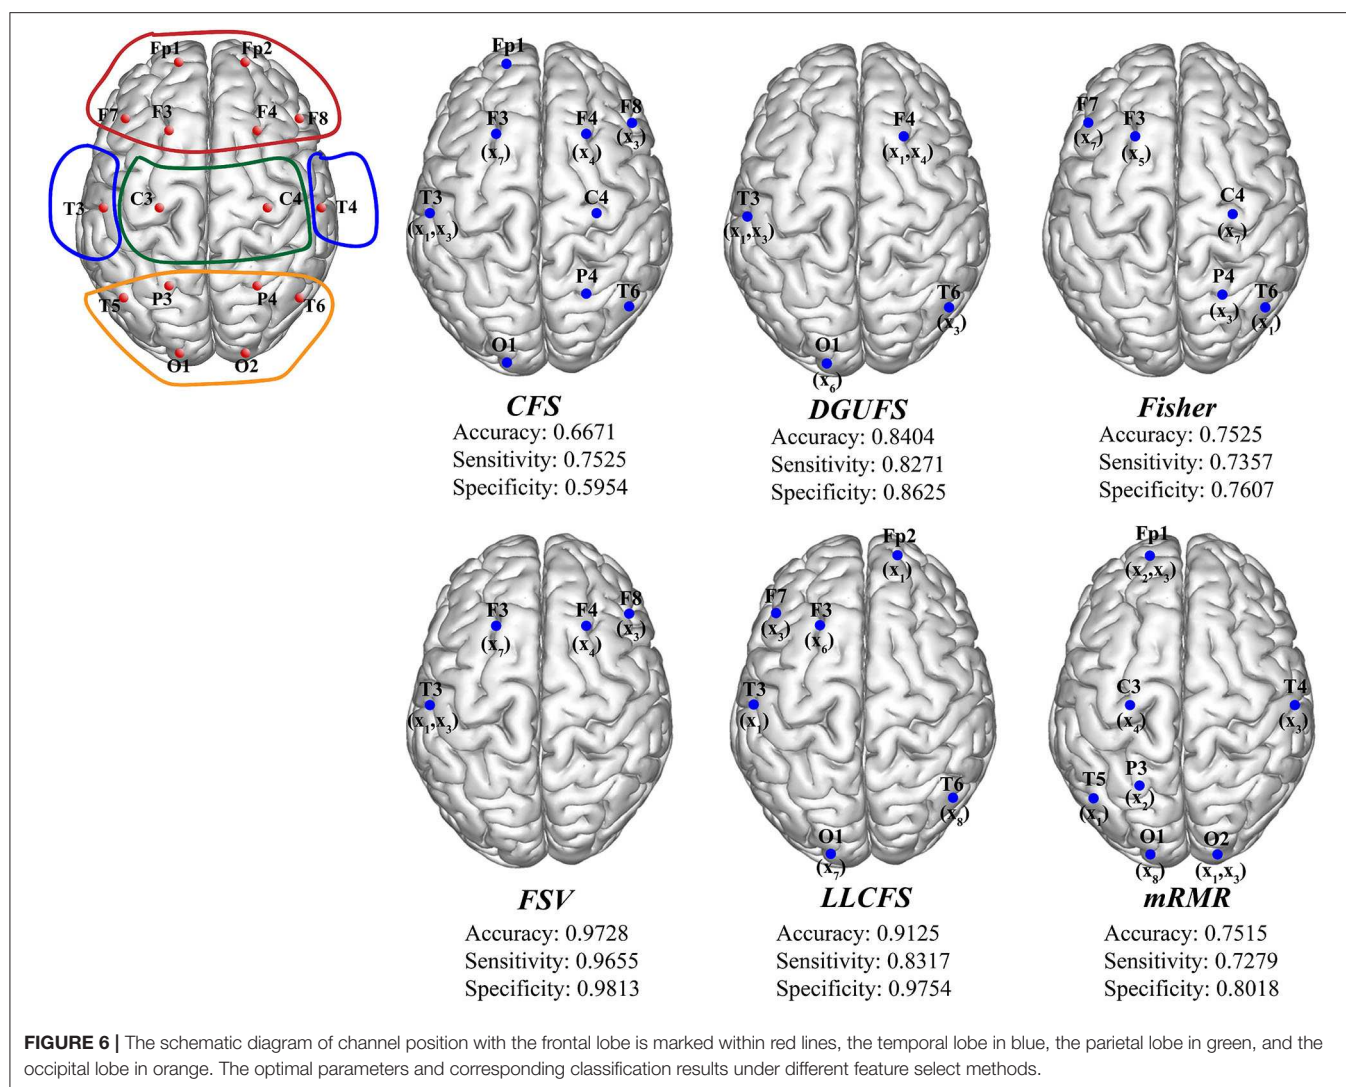 Fp1 Fp2
F7 F3 F4 F8
T3 C3 C4 T4
T5 P3 P4 T6
O1 O2
Fp1
F3 F4 F8
(x7) (x4) (x3)
T3 C4
(x1,x3)
P4 T6
O1
CFS
Accuracy: 0.6671
Sensitivity: 0.7525
Specificity: 0.5954
F4
(x1,x4)
T3
(x1,x3)
T6
(x3)
O1
(x6)
DGUFS
Accuracy: 0.8404
Sensitivity: 0.8271
Specificity: 0.8625
F7 F3
(x7) (x5)
C4
(x7)
P4 T6
(x3) (x1)
Fisher
Accuracy: 0.7525
Sensitivity: 0.7357
Specificity: 0.7607
F3 F4 F8
(x7) (x4) (x3)
T3
(x1,x3)
FSV
Accuracy: 0.9728
Sensitivity: 0.9655
Specificity: 0.9813
Fp2
(x1)
F7 F3
(x3) (x6)
T3
(x1)
T6
(x8)
O1
(x7)
LLCFS
Accuracy: 0.9125
Sensitivity: 0.8317
Specificity: 0.9754
Fp1
(x2,x3)
C3 T4
(x4) (x3)
T5 P3
(x1) (x2)
O1 O2
(x8) (x1,x3)
mRMR
Accuracy: 0.7515
Sensitivity: 0.7279
Specificity: 0.8018
FIGURE 6 | The schematic diagram of channel position with the frontal lobe is marked within red lines, the temporal lobe in blue, the parietal lobe in green, and the
occipital lobe in orange. The optimal parameters and corresponding classification results under different feature select methods.